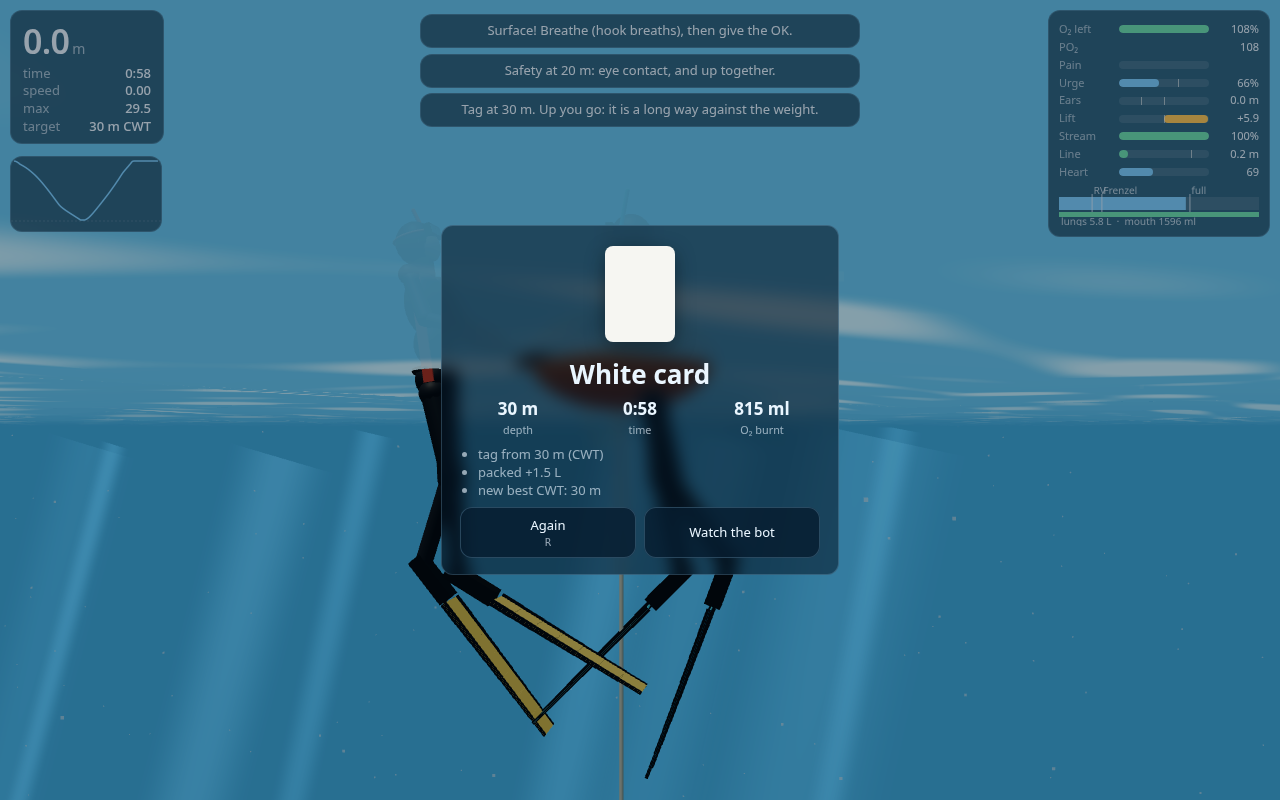 0.0 m
time 0:58
speed 0.00
max 29.5
target 30 m CWT
Surface! Breathe (hook breaths), then give the OK.
Safety at 20 m: eye contact, and up together.
Tag at 30 m. Up you go: it is a long way against the weight.
O₂ left 108%
PO₂ 108
Pain
Urge 66%
Ears 0.0 m
Lift +5.9
Stream 100%
Line 0.2 m
Heart 69
RV Frenzel full
lungs 5.8 L · mouth 1596 ml
White card
30 m 0:58 815 ml
depth time O₂ burnt
• tag from 30 m (CWT)
• packed +1.5 L
• new best CWT: 30 m
Again Watch the bot
R